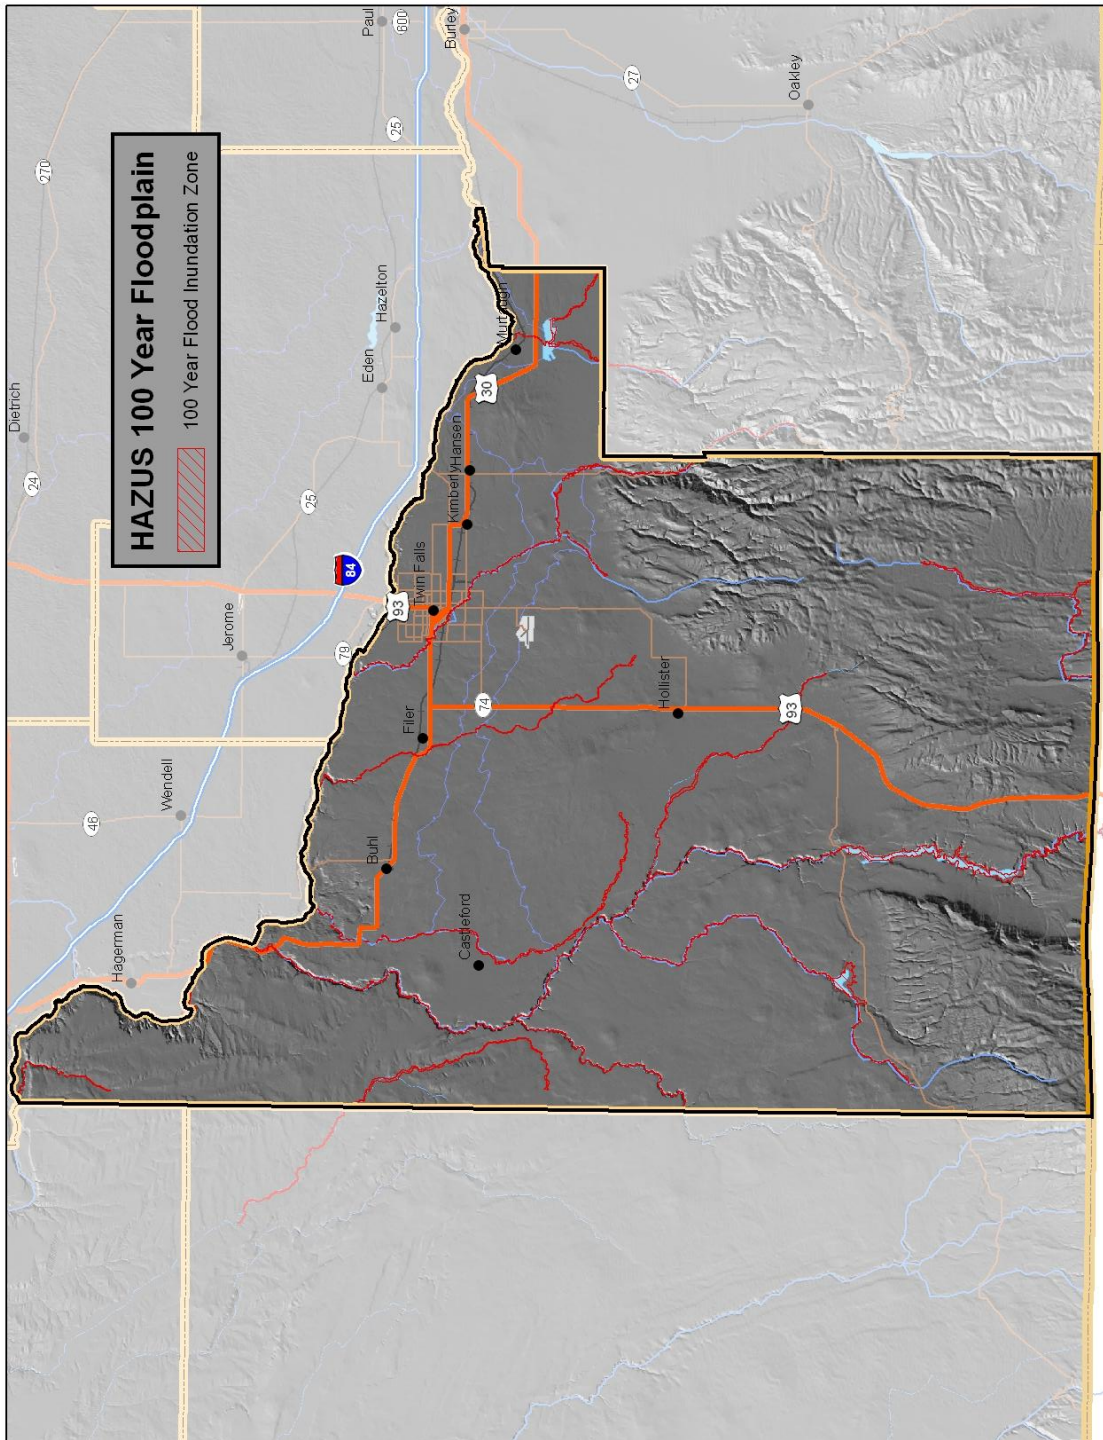 HAZUS 100 Year Floodplain
100 Year Flood Inundation Zone
Hagerman
46
Wendell
Jerome
79
84
24
Dietrich
270
25
Eden
Hazelton
25
Paul
600
Burley
27
Oakley
93
Twin Falls
Kimberly
Hansen
30
Murtaugh
Buhl
Filer
74
Castleford
Hollister
93